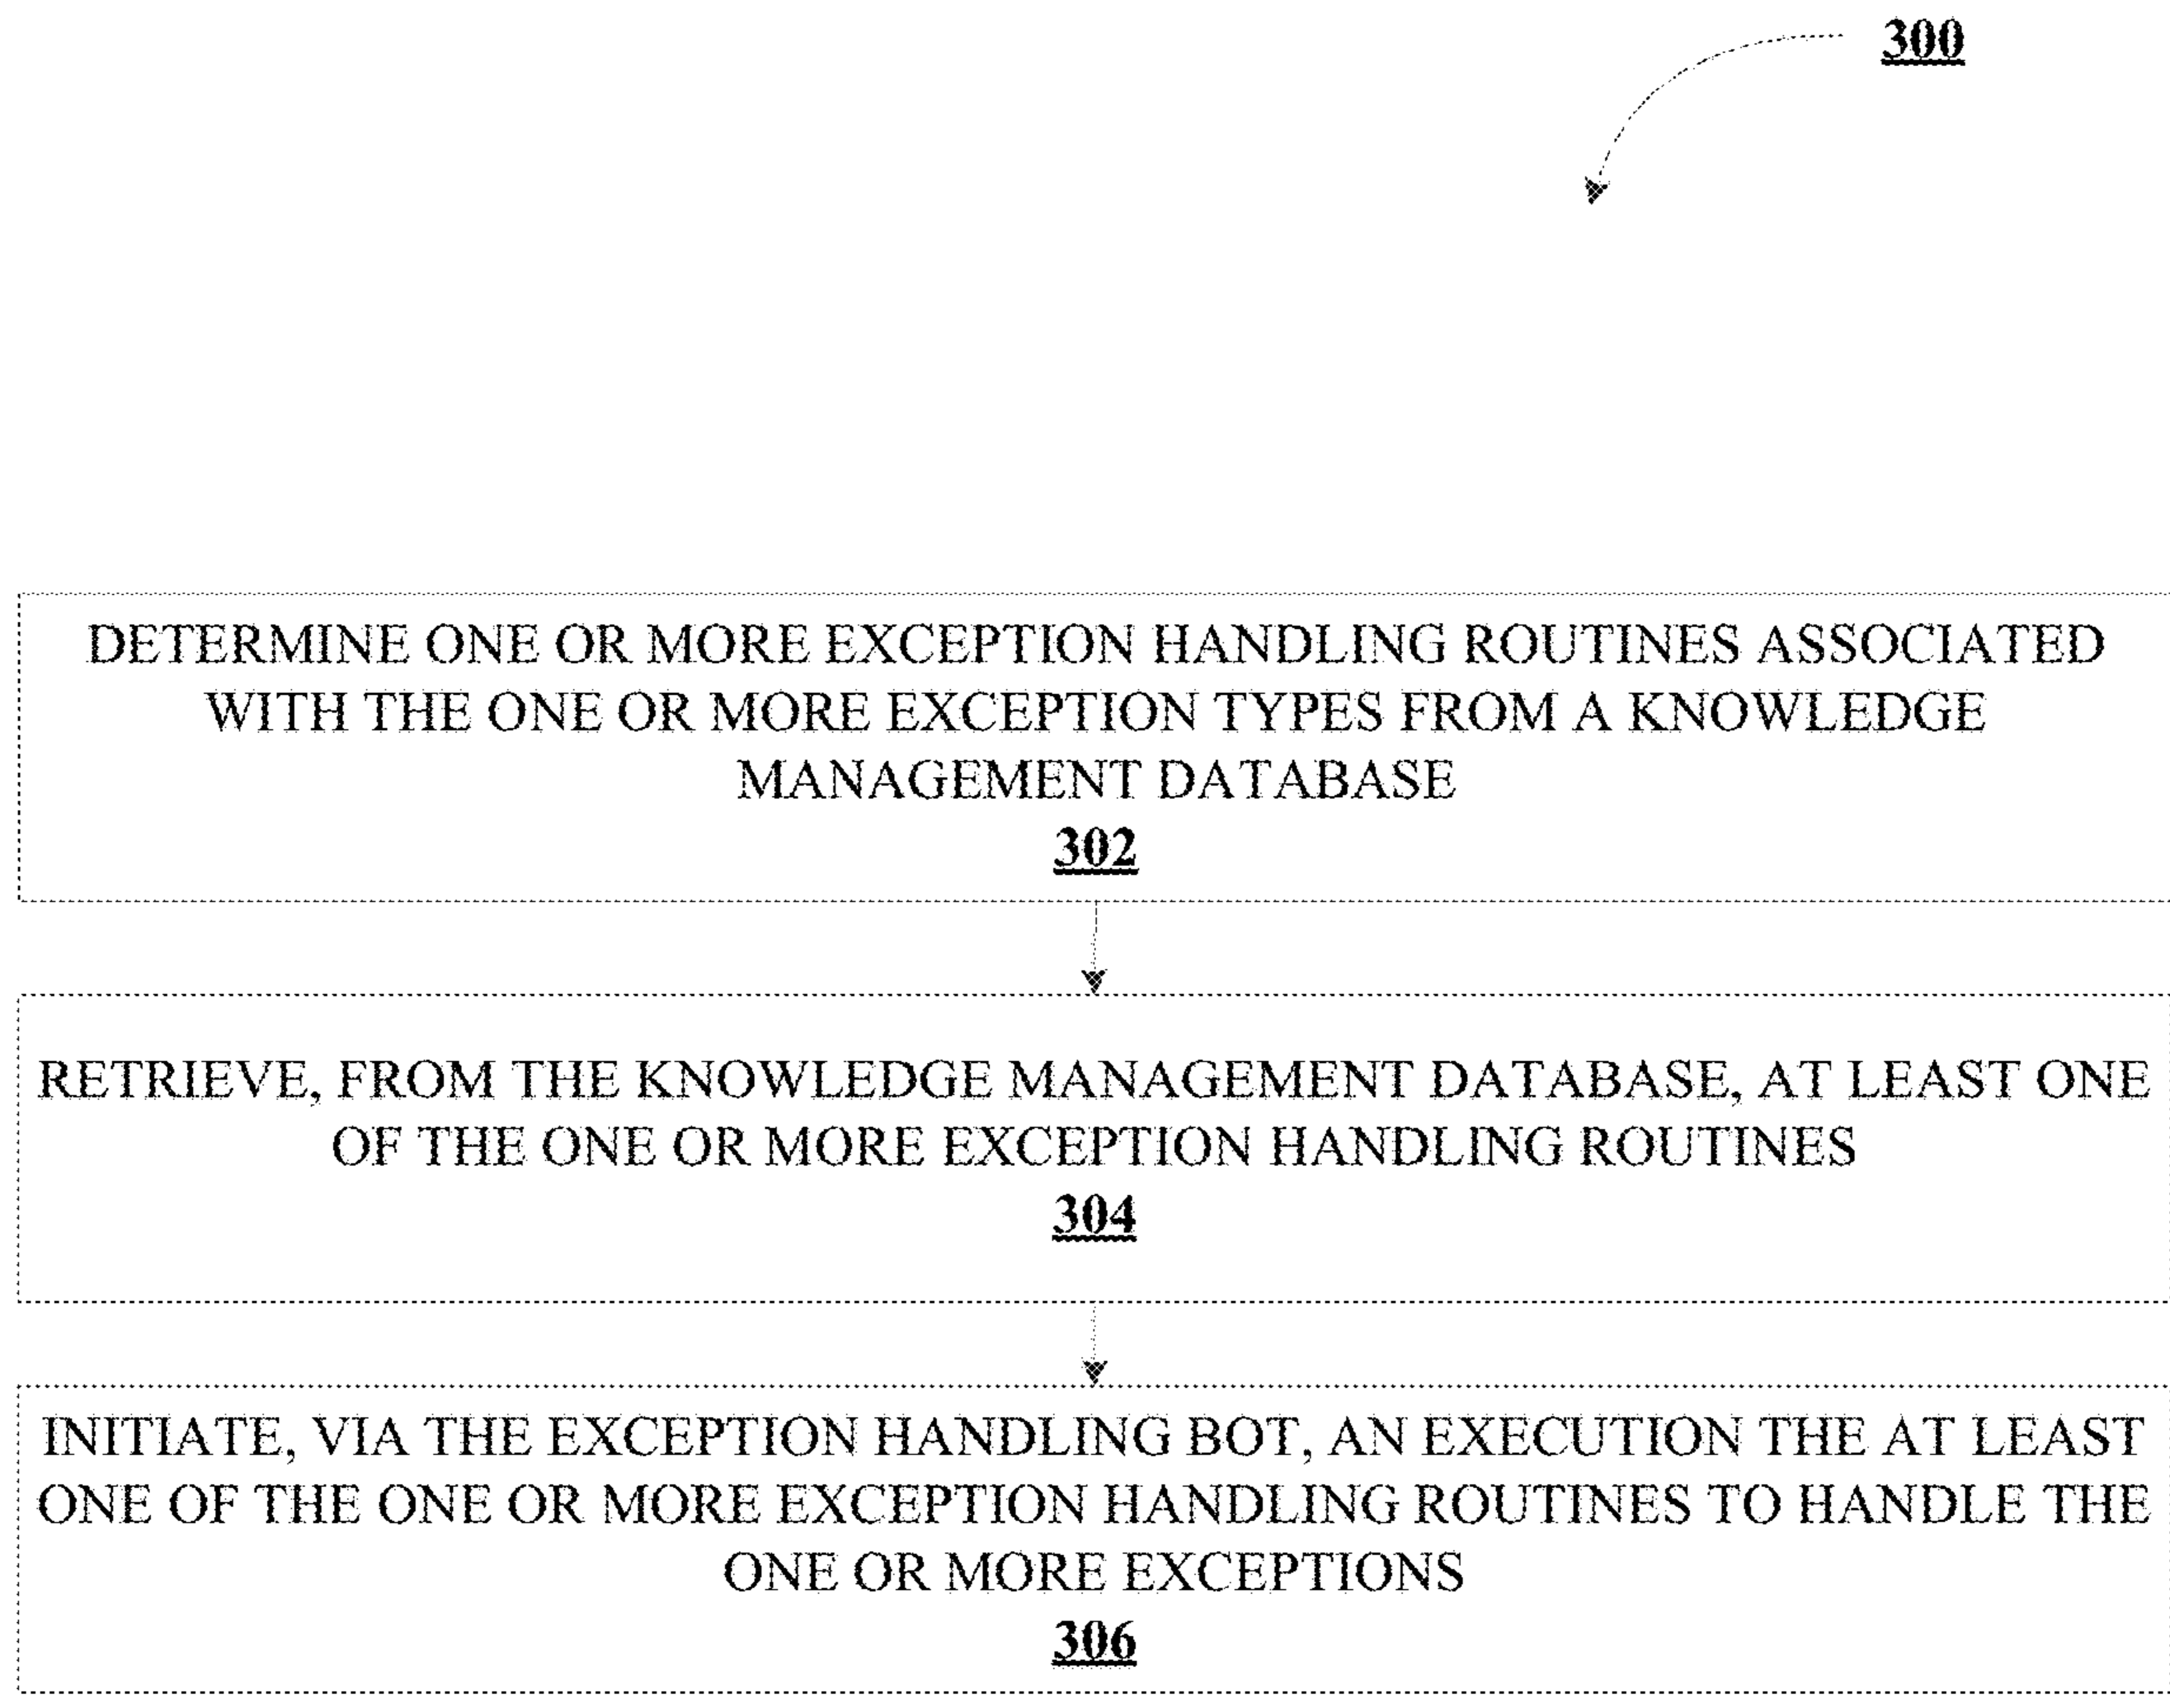 300
DETERMINE ONE OR MORE EXCEPTION HANDLING ROUTINES ASSOCIATED
WITH THE ONE OR MORE EXCEPTION TYPES FROM A KNOWLEDGE
MANAGEMENT DATABASE
302
RETRIEVE, FROM THE KNOWLEDGE MANAGEMENT DATABASE, AT LEAST ONE
OF THE ONE OR MORE EXCEPTION HANDLING ROUTINES
304
INITIATE, VIA THE EXCEPTION HANDLING BOT, AN EXECUTION THE AT LEAST
ONE OF THE ONE OR MORE EXCEPTION HANDLING ROUTINES TO HANDLE THE
ONE OR MORE EXCEPTIONS
306